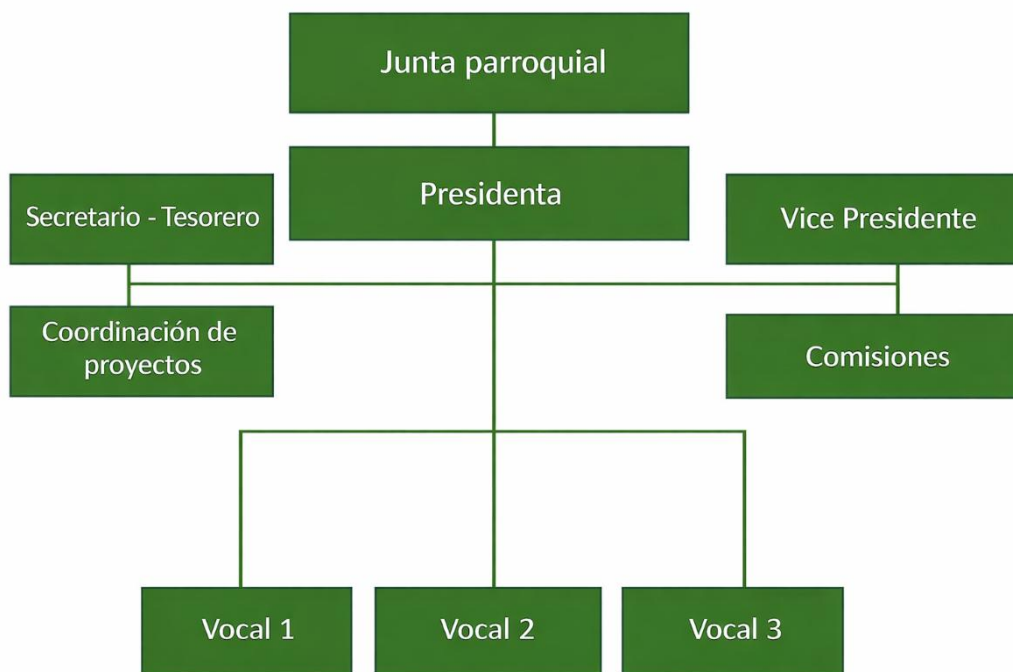 Junta parroquial
Presidenta
Secretario - Tesorero
Vice Presidente
Coordinación de
proyectos
Comisiones
Vocal 1
Vocal 2
Vocal 3